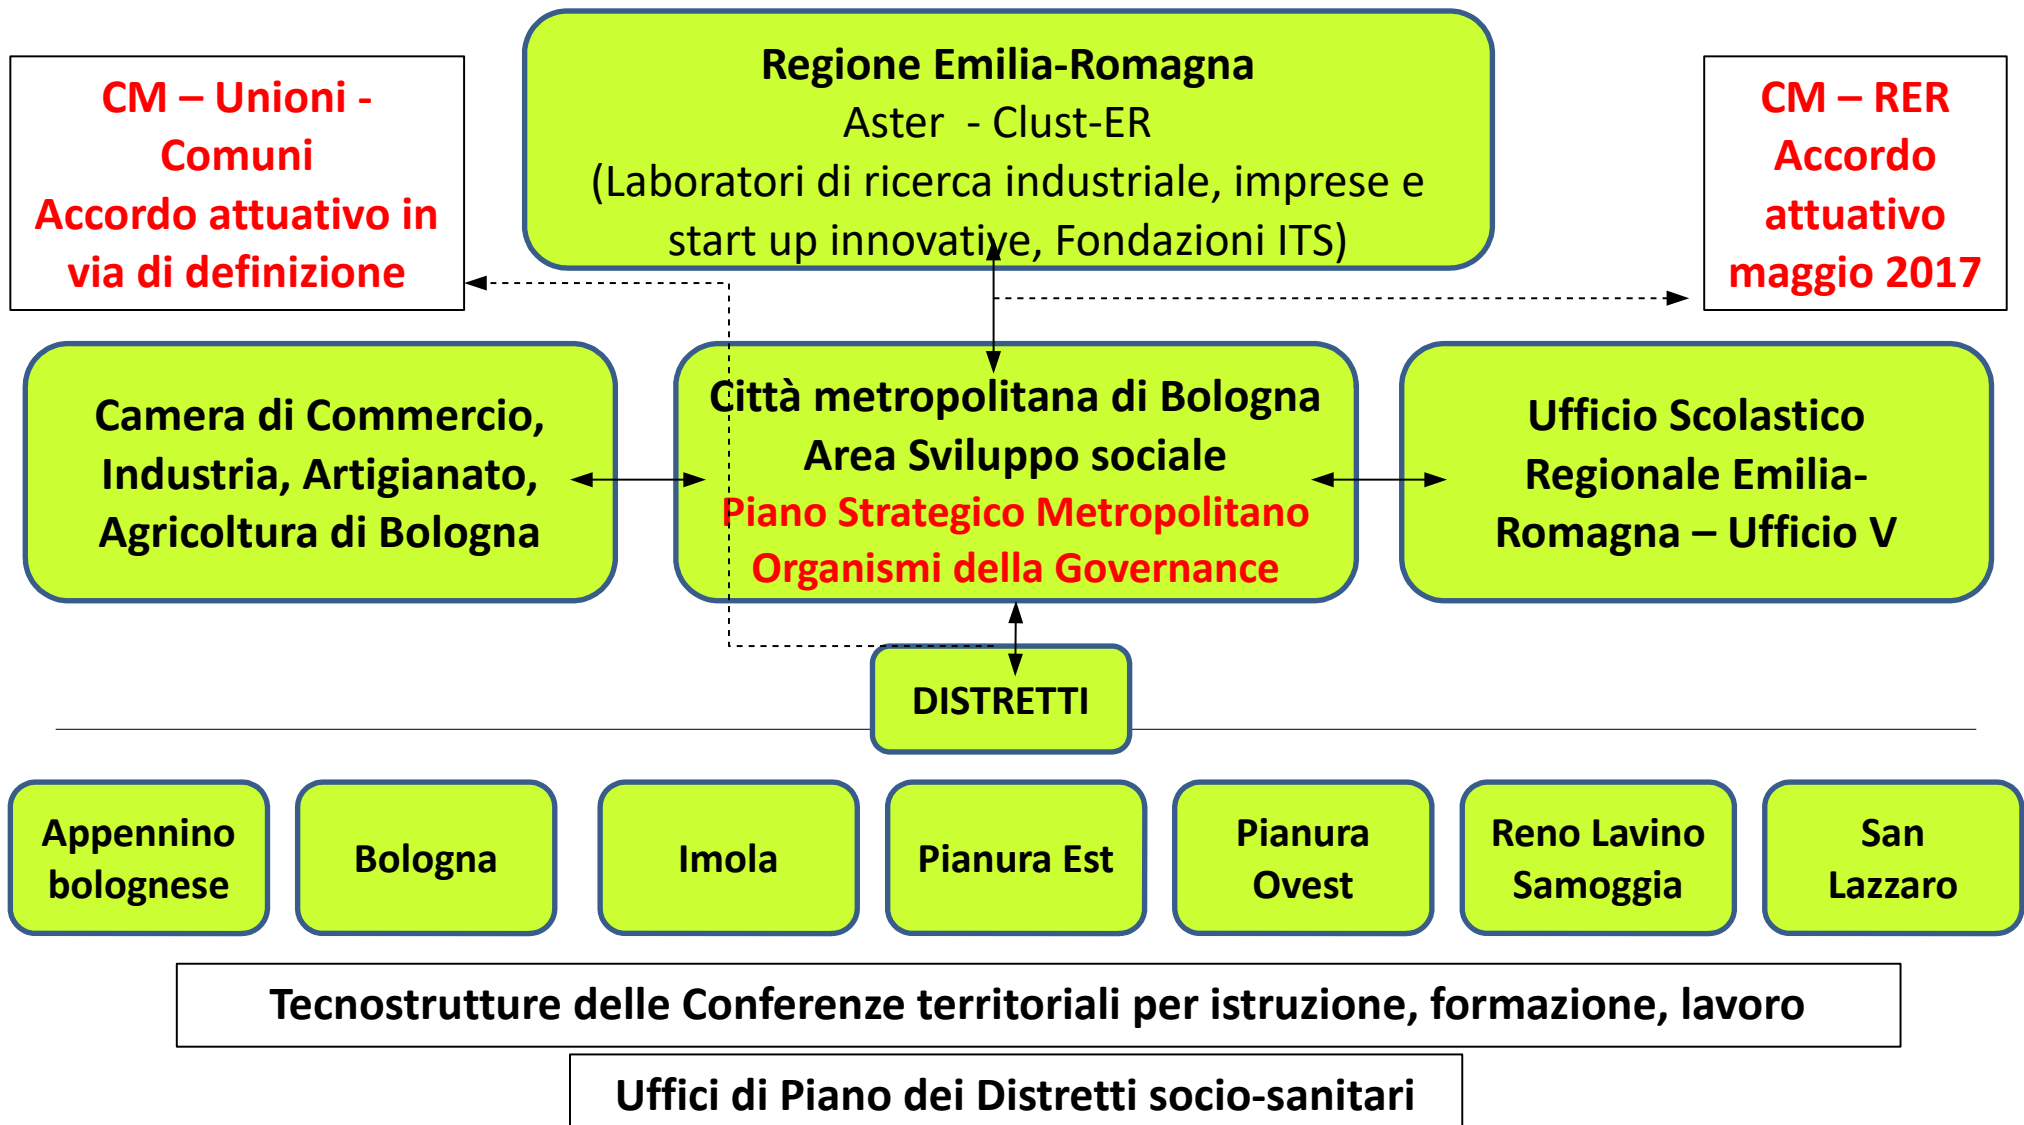 Regione Emilia-Romagna
Aster - Clust-ER
(Laboratori di ricerca industriale, imprese e
start up innovative, Fondazioni ITS)
CM – Unioni -
Comuni
Accordo attuativo in
via di definizione
CM – RER
Accordo
attuativo
maggio 2017
Camera di Commercio,
Industria, Artigianato,
Agricoltura di Bologna
Città metropolitana di Bologna
Area Sviluppo sociale
Piano Strategico Metropolitano
Organismi della Governance
Ufficio Scolastico
Regionale Emilia-
Romagna – Ufficio V
DISTRETTI
Appennino
bolognese
Bologna
Imola
Pianura Est
Pianura
Ovest
Reno Lavino
Samoggia
San
Lazzaro
Tecnostrutture delle Conferenze territoriali per istruzione, formazione, lavoro
Uffici di Piano dei Distretti socio-sanitari